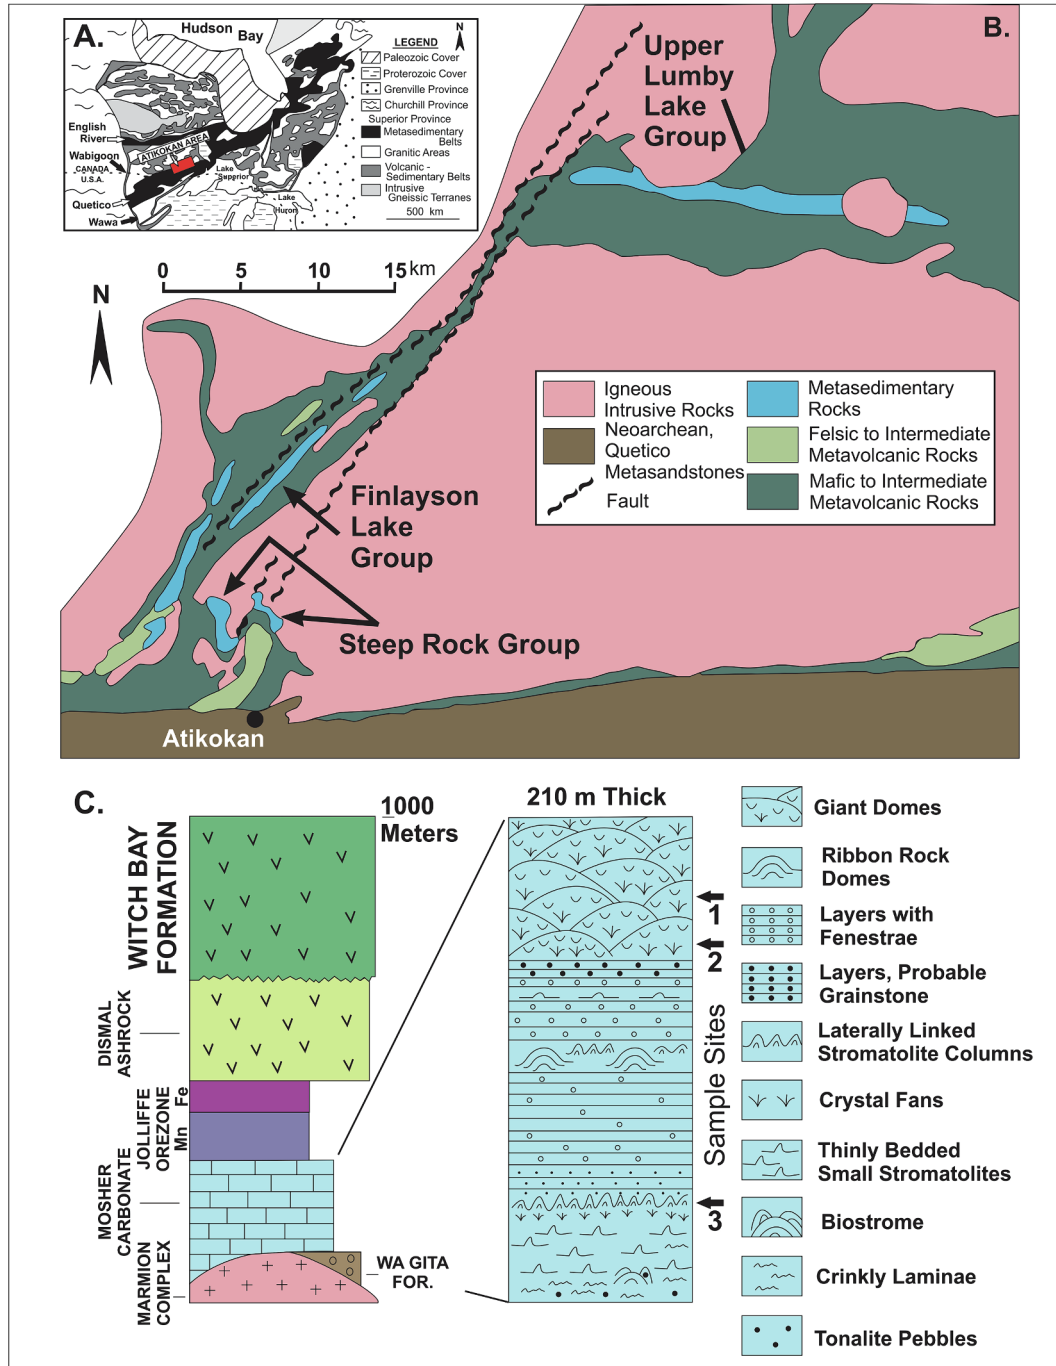 A.
Hudson
Bay
N
LEGEND
Paleozoic Cover
Proterozoic Cover
Grenville Province
Churchill Province
Superior Province
Metasedimentary
Belts
Granitic Areas
Volcanic -
Sedimentary Belts
Intrusive
Gneissic Terranes
500 km
English
River
Wabigoon
CANADA
U.S.A.
Quetico
Wawa
ATIKOKAN AREA
Lake
Superior
Lake
Huron
B.
Upper
Lumby
Lake
Group
0 5 10 15 km
N
Igneous
Intrusive Rocks
Neoarchean,
Quetico
Metasandstones
Fault
Metasedimentary
Rocks
Felsic to Intermediate
Metavolcanic Rocks
Mafic to Intermediate
Metavolcanic Rocks
Finlayson
Lake
Group
Steep Rock Group
Atikokan
C.
1000
Meters
WITCH BAY
FORMATION
DISMAL
ASHROCK
JOLLIFFE
OREZONE
Mn Fe
MOSHER
CARBONATE
MARMION
COMPLEX
WA GITA
FOR.
210 m Thick
1
2
3
Sample Sites
Giant Domes
Ribbon Rock
Domes
Layers with
Fenestrae
Layers, Probable
Grainstone
Laterally Linked
Stromatolite Columns
Crystal Fans
Thinly Bedded
Small Stromatolites
Biostrome
Crinkly Laminae
Tonalite Pebbles